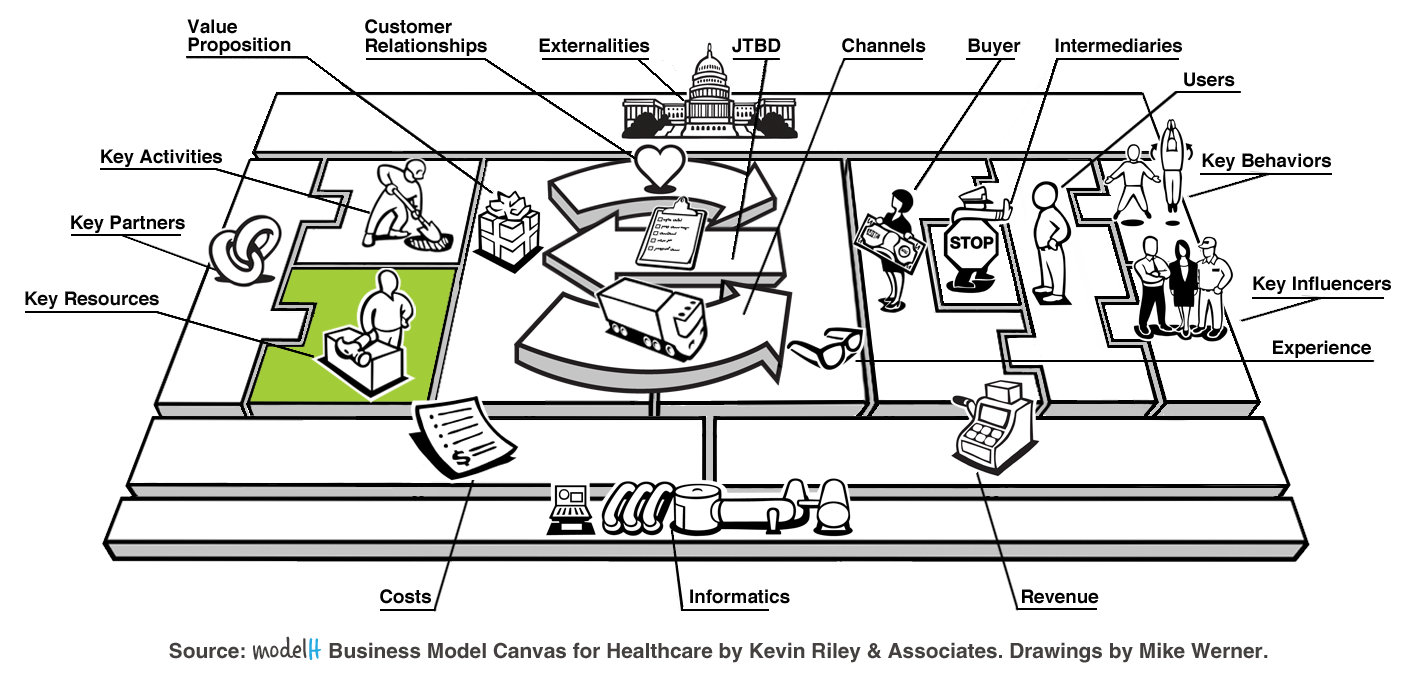 Value
Proposition
Customer
Relationships
Externalities
JTBD
Channels
Buyer
Intermediaries
Users
Key Activities
Key Behaviors
Key Partners
STOP
Key Resources
Key Influencers
Experience
$
Costs
Informatics
Revenue
Source: modelH Business Model Canvas for Healthcare by Kevin Riley & Associates. Drawings by Mike Werner.